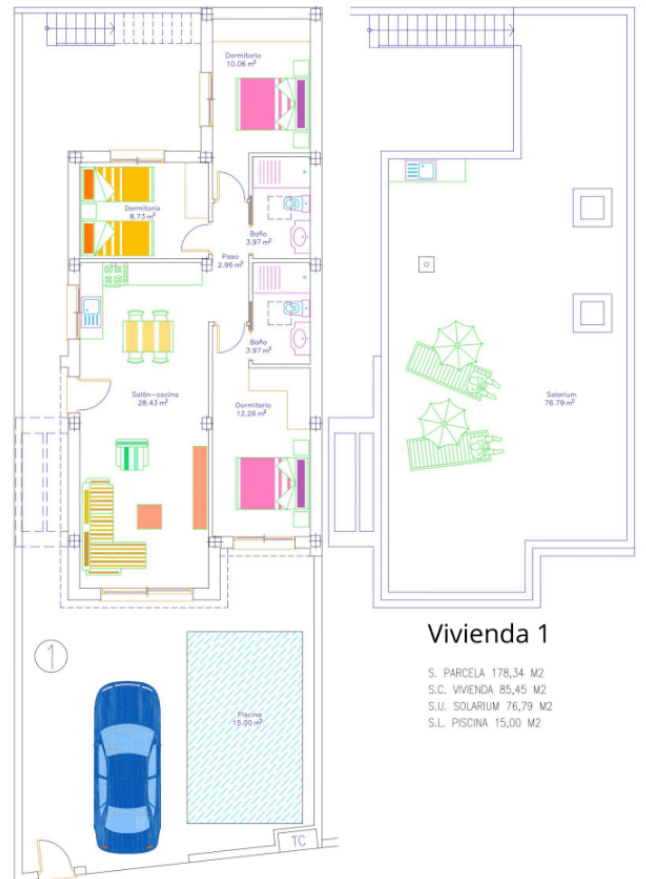 Dormitorio
10.06 m²
Dormitorio
8.73 m²
Baño
3.97 m²
Paso
2.96 m²
Baño
3.97 m²
Salón-cocina
28.43 m²
Dormitorio
12.26 m²
Solarium
76.79 m²
1
Piscina
15.00 m²
TC
Vivienda 1
S. PARCELA 178,34 M2
S.C. VIVIENDA 85,45 M2
S.U. SOLARIUM 76,79 M2
S.L. PISCINA 15,00 M2